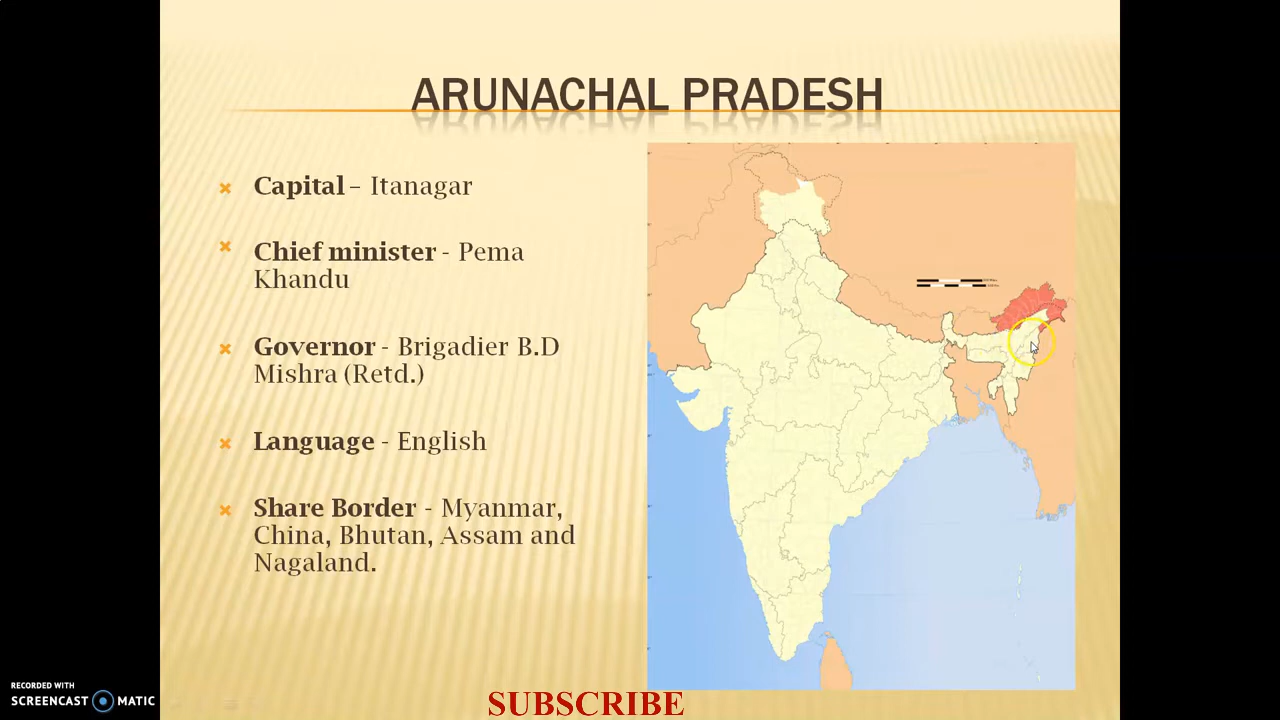 ARUNACHAL PRADESH
Capital – Itanagar
Chief minister - Pema
Khandu
Governor - Brigadier B.D
Mishra (Retd.)
Language - English
Share Border - Myanmar,
China, Bhutan, Assam and
Nagaland.
RECORDED WITH
SCREENCAST MATIC
SUBSCRIBE